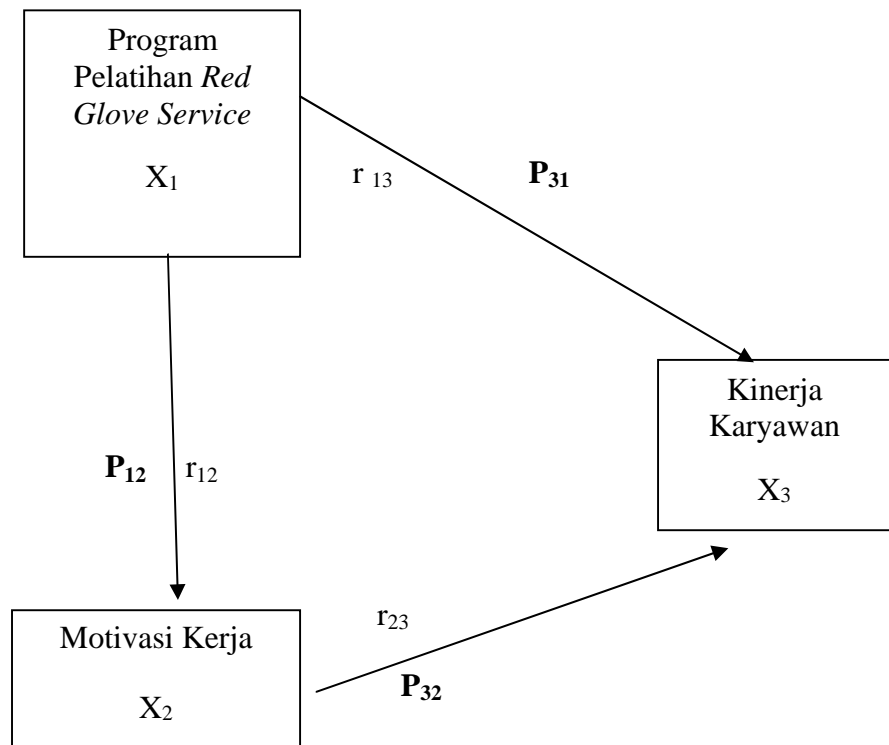 Program
Pelatihan Red
Glove Service
X₁
r ₁₃
P₃₁
Kinerja
Karyawan
X₃
P₁₂
r₁₂
r₂₃
P₃₂
Motivasi Kerja
X₂